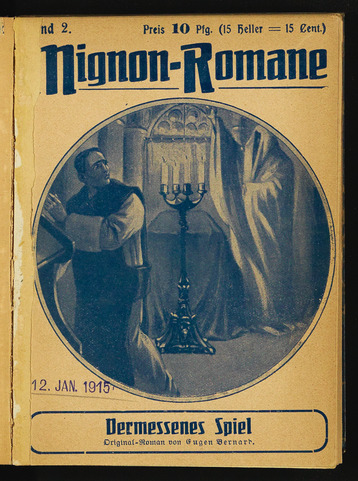 nd 2.
Preis 10 Pfg. (15 Heller = 15 Cent.)
Mignon-Romane
12. JAN. 1915
Vermessenes Spiel
Original-Roman von Eugen Bernard.